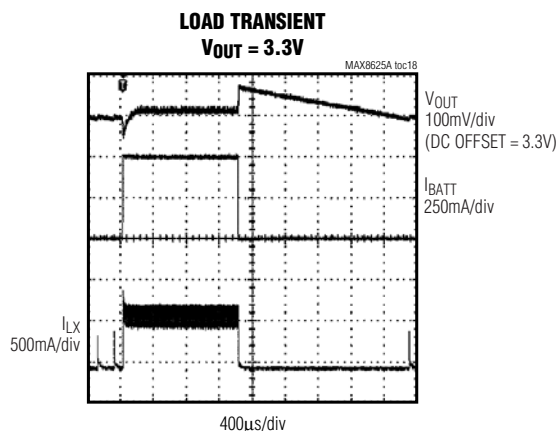 LOAD TRANSIENT
VOUT = 3.3V
MAX8625A toc18
VOUT
100mV/div
(DC OFFSET = 3.3V)
IBATT
250mA/div
ILX
500mA/div
400µs/div